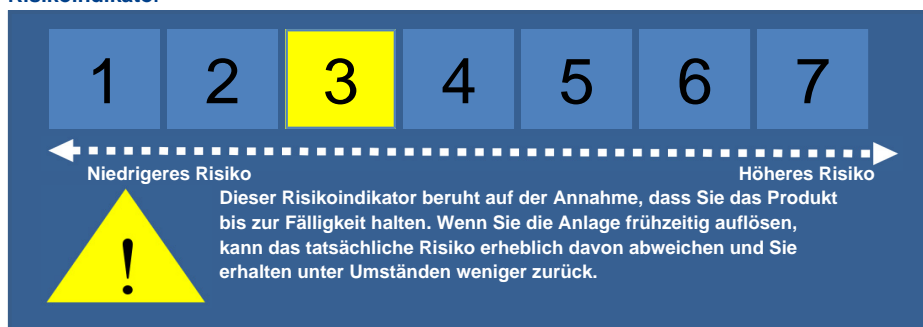 Risikoindikator
1 2 3 4 5 6 7
Niedrigeres Risiko Höheres Risiko
Dieser Risikoindikator beruht auf der Annahme, dass Sie das Produkt
bis zur Fälligkeit halten. Wenn Sie die Anlage frühzeitig auflösen,
kann das tatsächliche Risiko erheblich davon abweichen und Sie
erhalten unter Umständen weniger zurück.
!